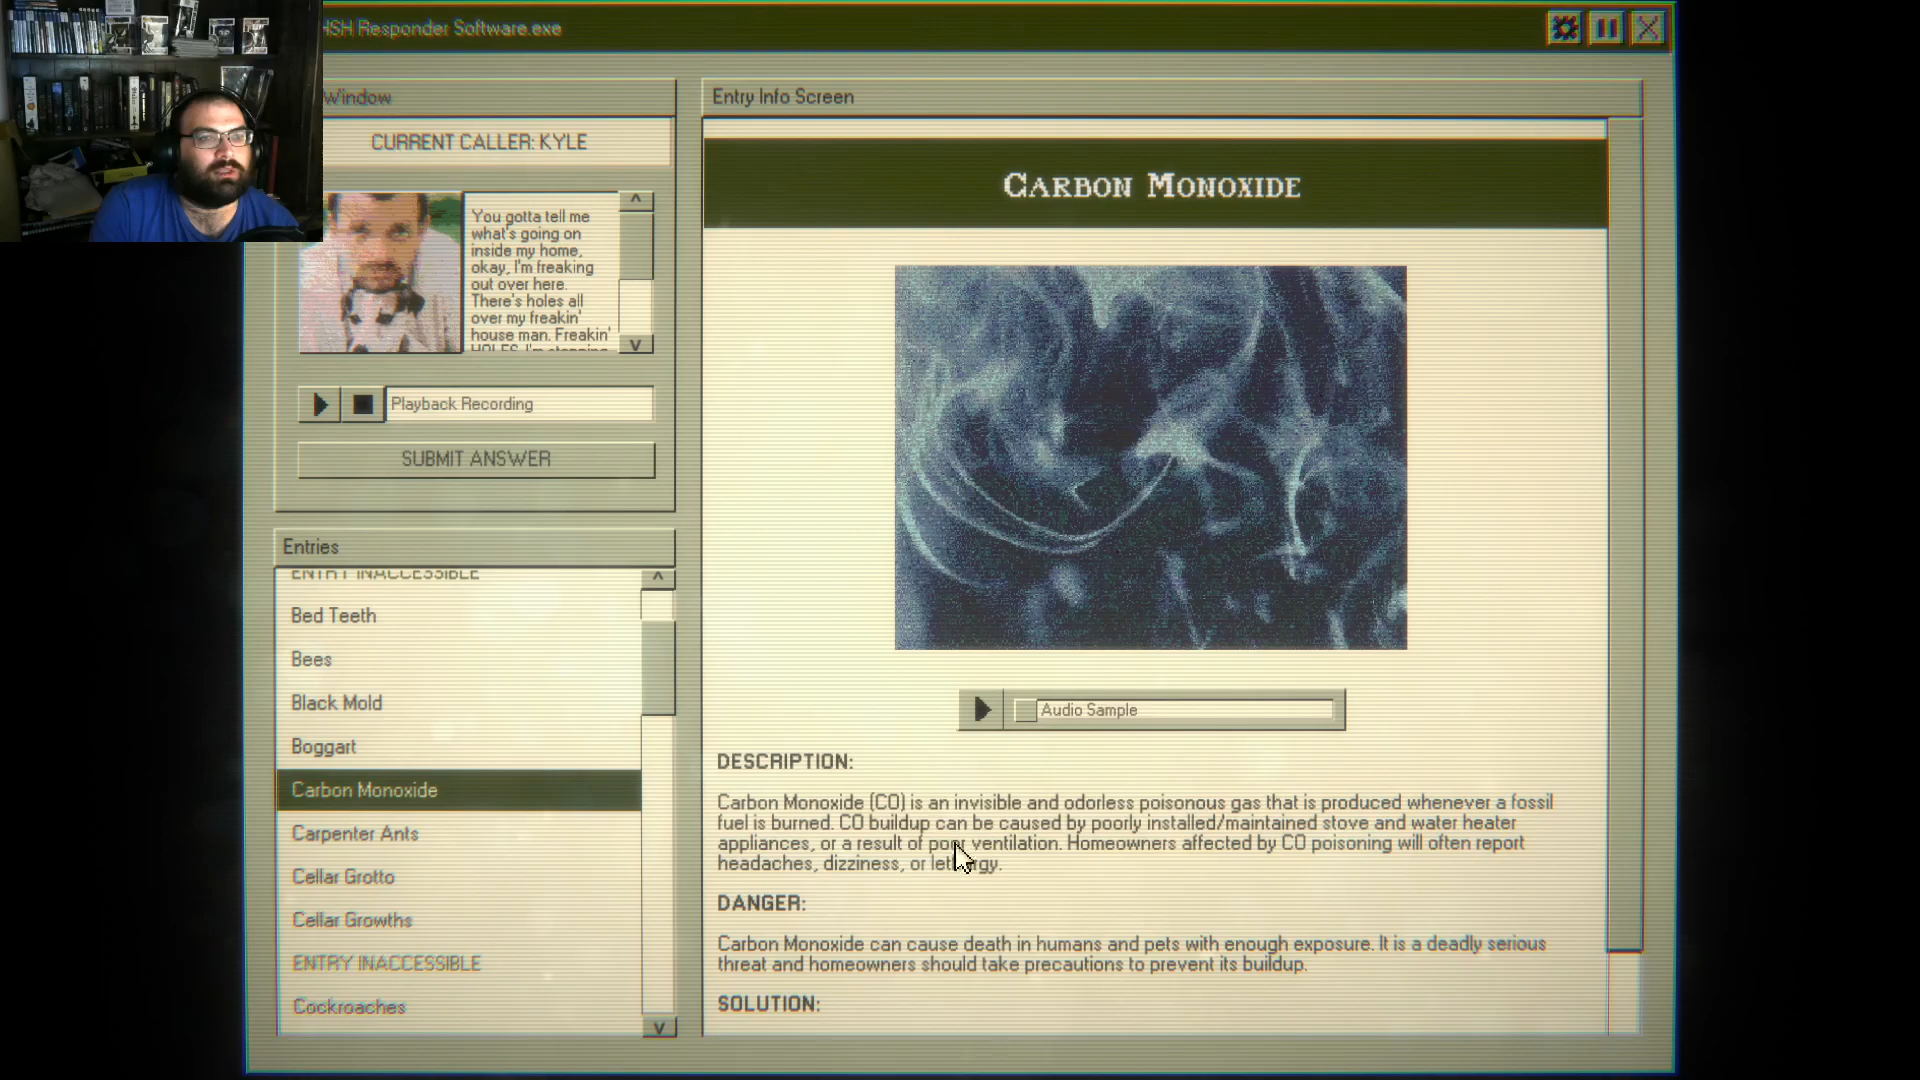 HSH Responder Software.exe
Window
CURRENT CALLER: KYLE
You gotta tell me
what's going on
inside my home,
okay, I'm freaking
out over here.
There's holes all
over my freakin'
house man. Freakin'
Playback Recording
SUBMIT ANSWER
Entries
ENTRY INACCESSIBLE
Bed Teeth
Bees
Black Mold
Boggart
Carbon Monoxide
Carpenter Ants
Cellar Grotto
Cellar Growths
ENTRY INACCESSIBLE
Cockroaches
Entry Info Screen
CARBON MONOXIDE
Audio Sample
DESCRIPTION:
Carbon Monoxide (CO) is an invisible and odorless poisonous gas that is produced whenever a fossil
fuel is burned. CO buildup can be caused by poorly installed/maintained stove and water heater
appliances, or a result of poor ventilation. Homeowners affected by CO poisoning will often report
headaches, dizziness, or lethargy.
DANGER:
Carbon Monoxide can cause death in humans and pets with enough exposure. It is a deadly serious
threat and homeowners should take precautions to prevent its buildup.
SOLUTION: